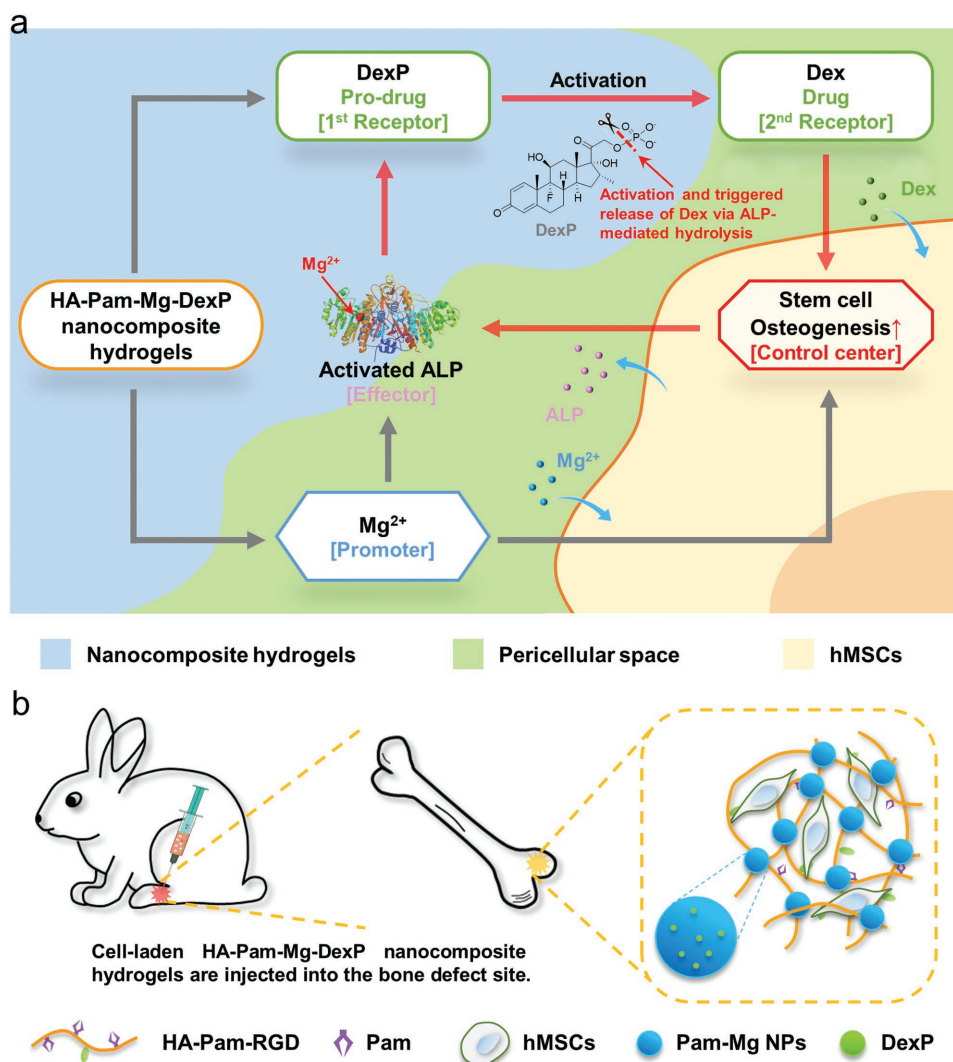 a
DexP
Pro-drug
[1st Receptor]
Activation
Dex
Drug
[2nd Receptor]
O
O⁻
P
O⁻
O
O
HO
OH
H
F
H
O
DexP
Activation and triggered
release of Dex via ALP-
mediated hydrolysis
Dex
Mg²⁺
HA-Pam-Mg-DexP
nanocomposite
hydrogels
Stem cell
Osteogenesis↑
[Control center]
Activated ALP
[Effector]
ALP
Mg²⁺
Mg²⁺
[Promoter]
Nanocomposite hydrogels
Pericellular space
hMSCs
b
Cell-laden HA-Pam-Mg-DexP nanocomposite
hydrogels are injected into the bone defect site.
HA-Pam-RGD
Pam
hMSCs
Pam-Mg NPs
DexP